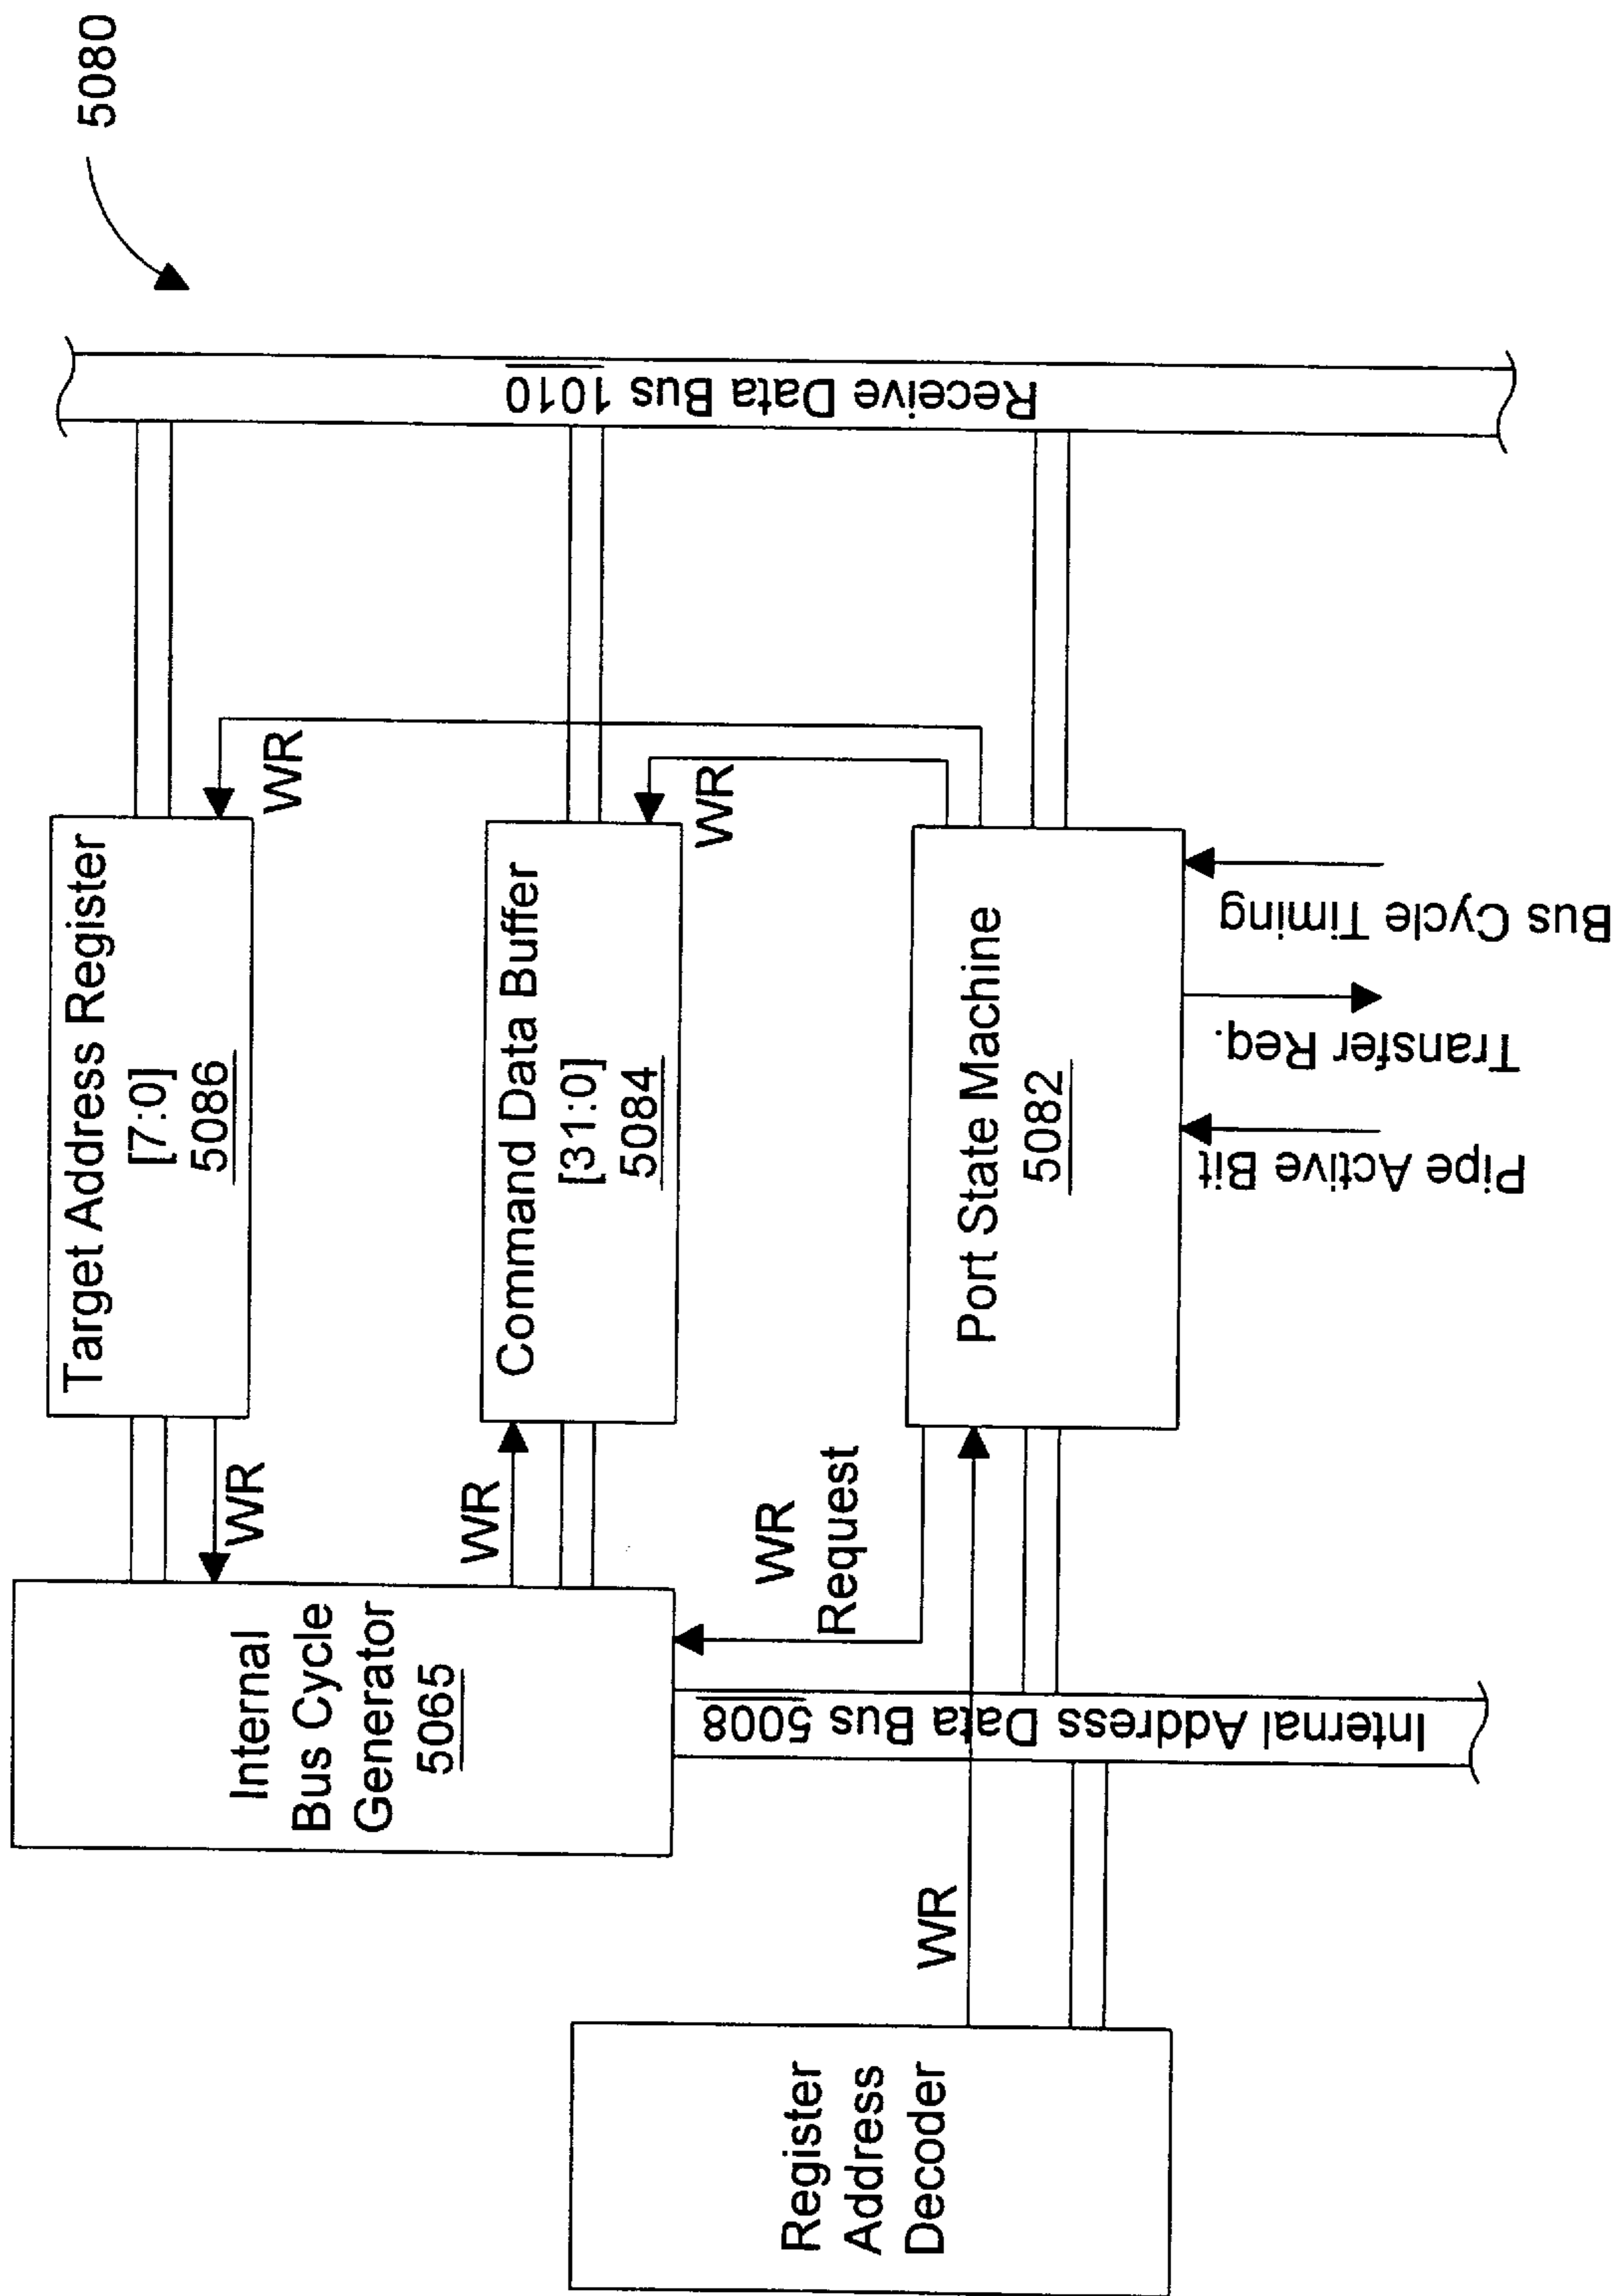 5080
Receive Data Bus 1010
Target Address Register
[7:0]
5086
WR
WR
Command Data Buffer
[31:0]
5084
WR
WR
Internal
Bus Cycle
Generator
5065
WR
Request
Port State Machine
5082
Internal Address Data Bus 5008
WR
Register
Address
Decoder
Pipe Active Bit
Transfer Req.
Bus Cycle Timing